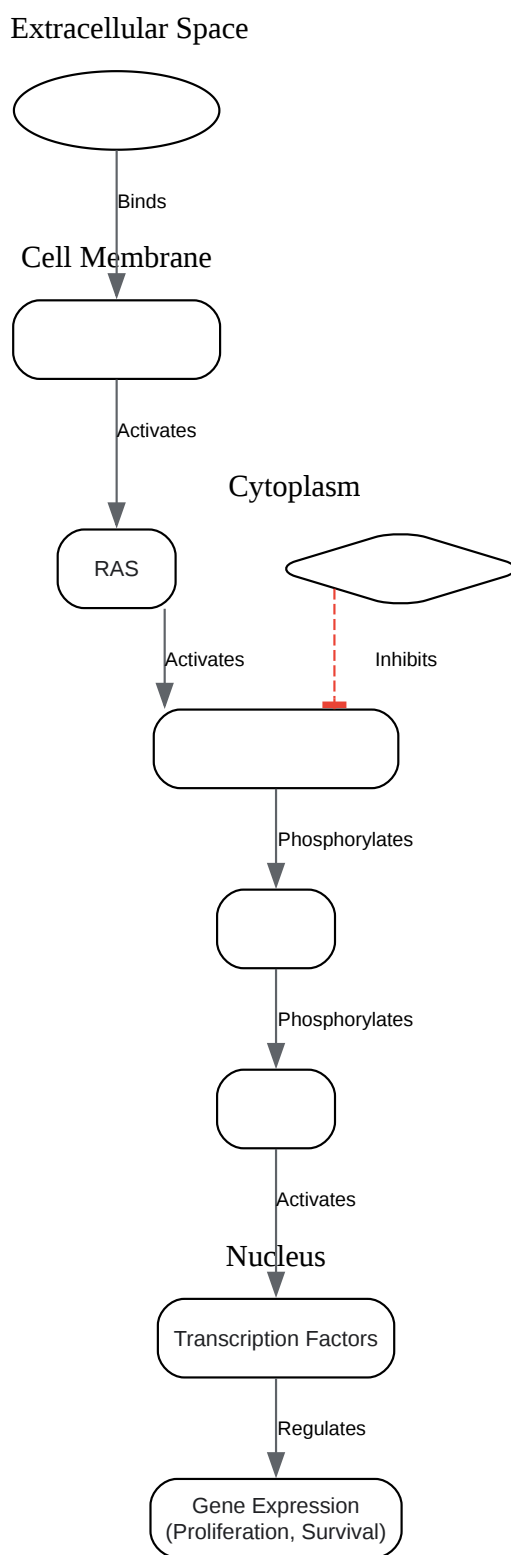 Extracellular Space
Binds
Cell Membrane
Activates
Cytoplasm
RAS
Activates
Inhibits
Phosphorylates
Phosphorylates
Activates
Nucleus
Transcription Factors
Regulates
Gene Expression
(Proliferation, Survival)